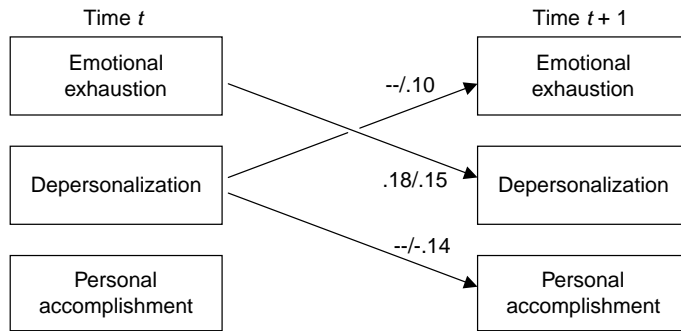 Time t
Time t + 1
Emotional
exhaustion
Emotional
exhaustion
--/.10
Depersonalization
Depersonalization
.18/.15
--/-.14
Personal
accomplishment
Personal
accomplishment